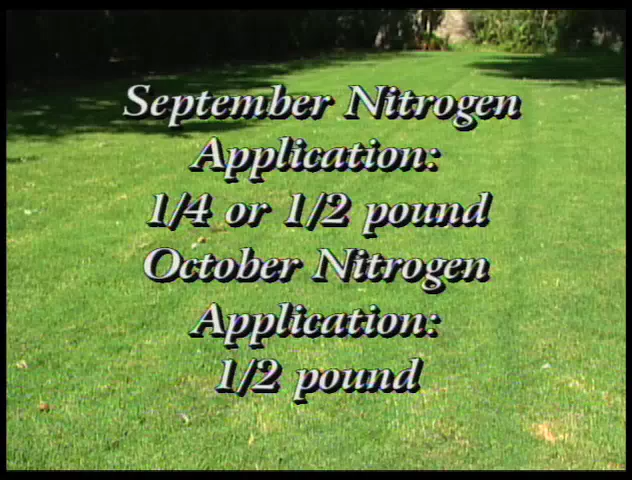 September Nitrogen
Application:
1/4 or 1/2 pound
October Nitrogen
Application:
1/2 pound